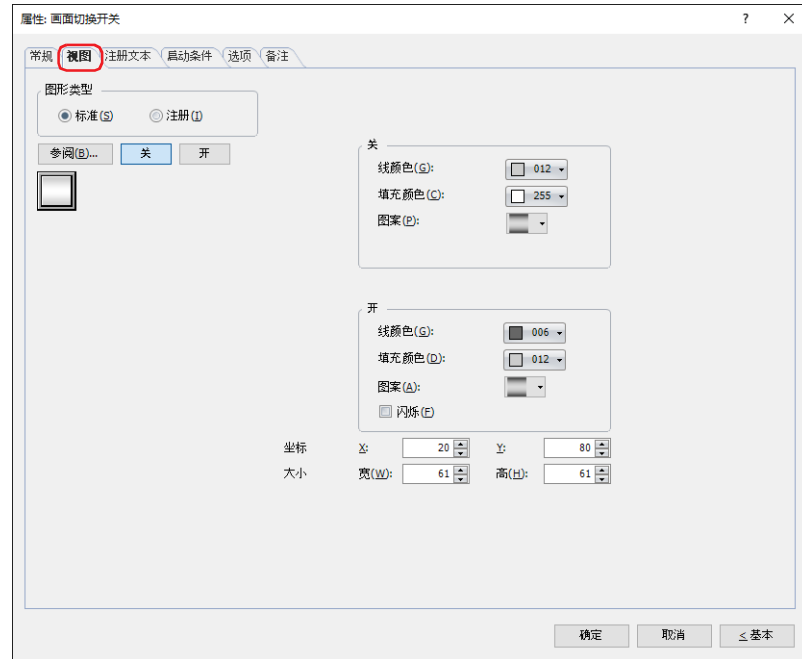 属性: 画面切换开关 ?
常规 视图 注册文本 启动条件 选项 备注
图形类型
标准(S) 注册(I)
参阅(B)... 关 开
关
线颜色(G): 012
填充颜色(C): 255
图案(P):
开
线颜色(G): 006
填充颜色(D): 012
图案(A):
闪烁(F)
坐标 X: 20 Y: 80
大小 宽(W): 61 高(H): 61
确定 取消 <基本